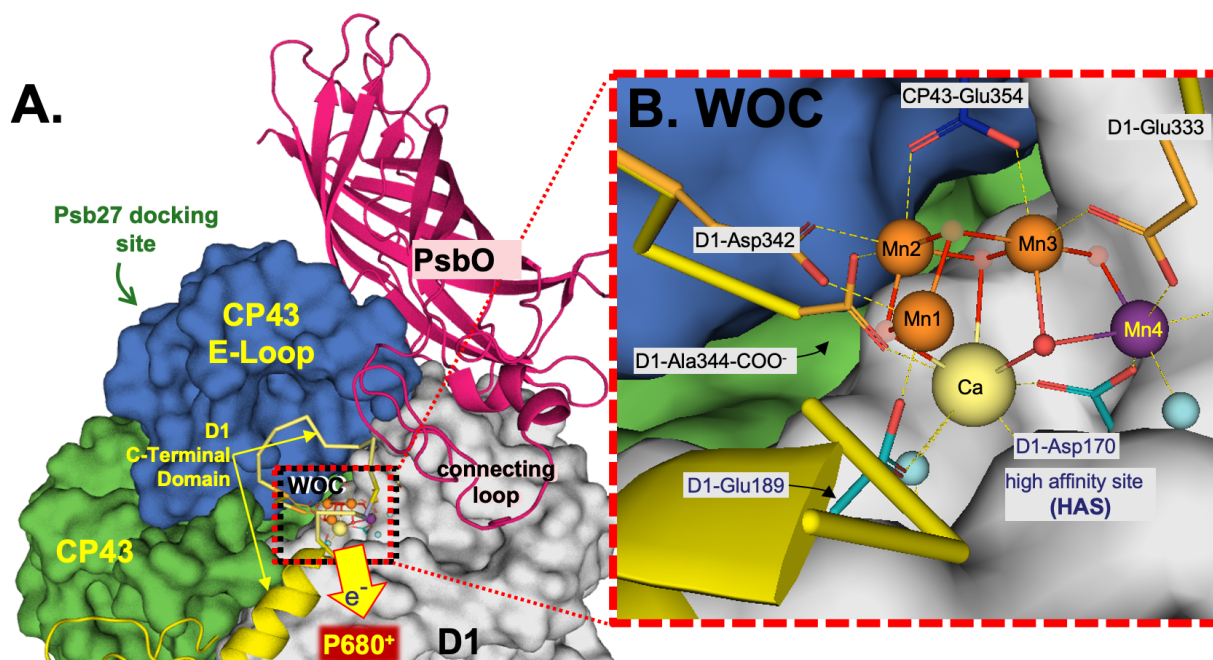 A.
Psb27 docking
site
PsbO
CP43
E-Loop
D1
C-Terminal
Domain
WOC
connecting
loop
CP43
e-
P680+
D1
B. WOC
CP43-Glu354
D1-Glu333
D1-Asp342
Mn2
Mn3
Mn1
Mn4
D1-Ala344-COO-
Ca
D1-Asp170
D1-Glu189
high affinity site
(HAS)